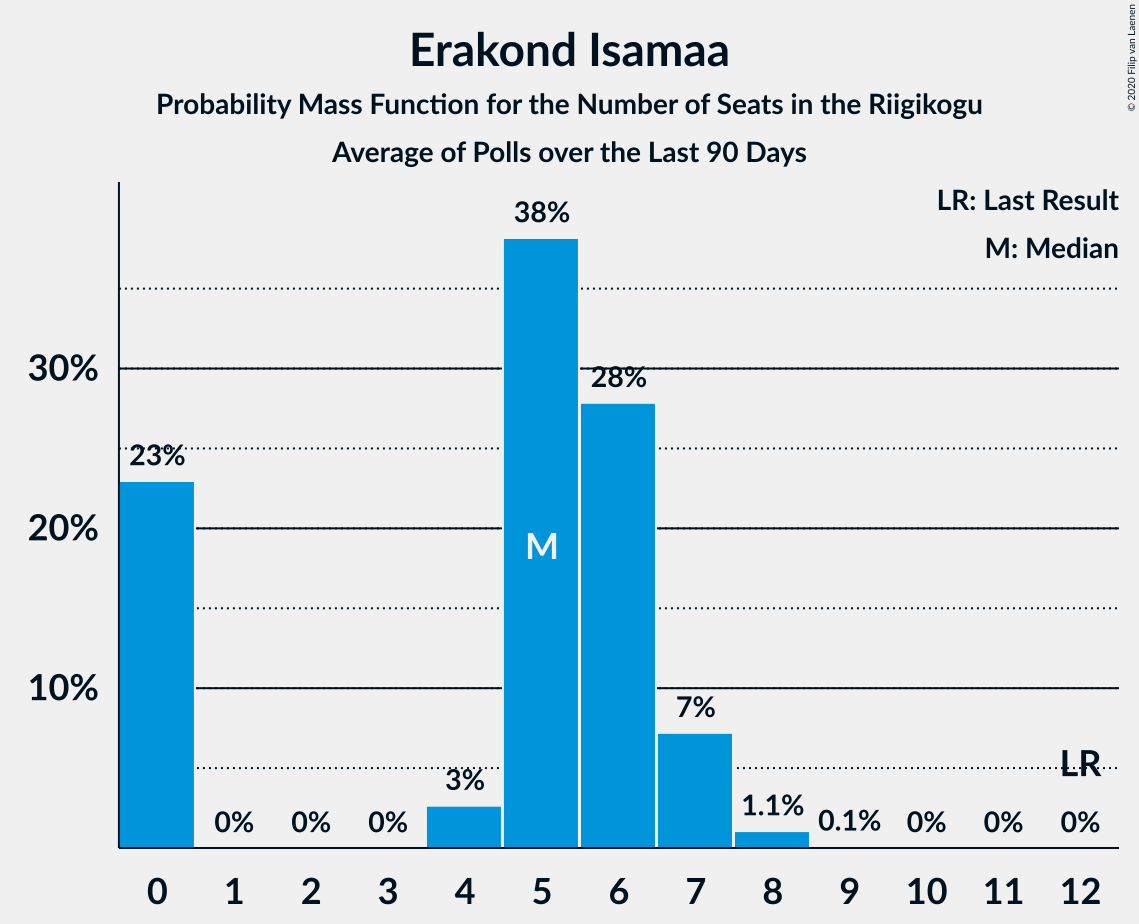 Erakond Isamaa
Probability Mass Function for the Number of Seats in the Riigikogu
Average of Polls over the Last 90 Days
© 2020 Filip van Laenen
LR: Last Result
M: Median
38%
30%
28%
23%
20%
M
10%
7%
LR
3%
1.1%
0% 0% 0% 0.1% 0% 0% 0%
0 1 2 3 4 5 6 7 8 9 10 11 12